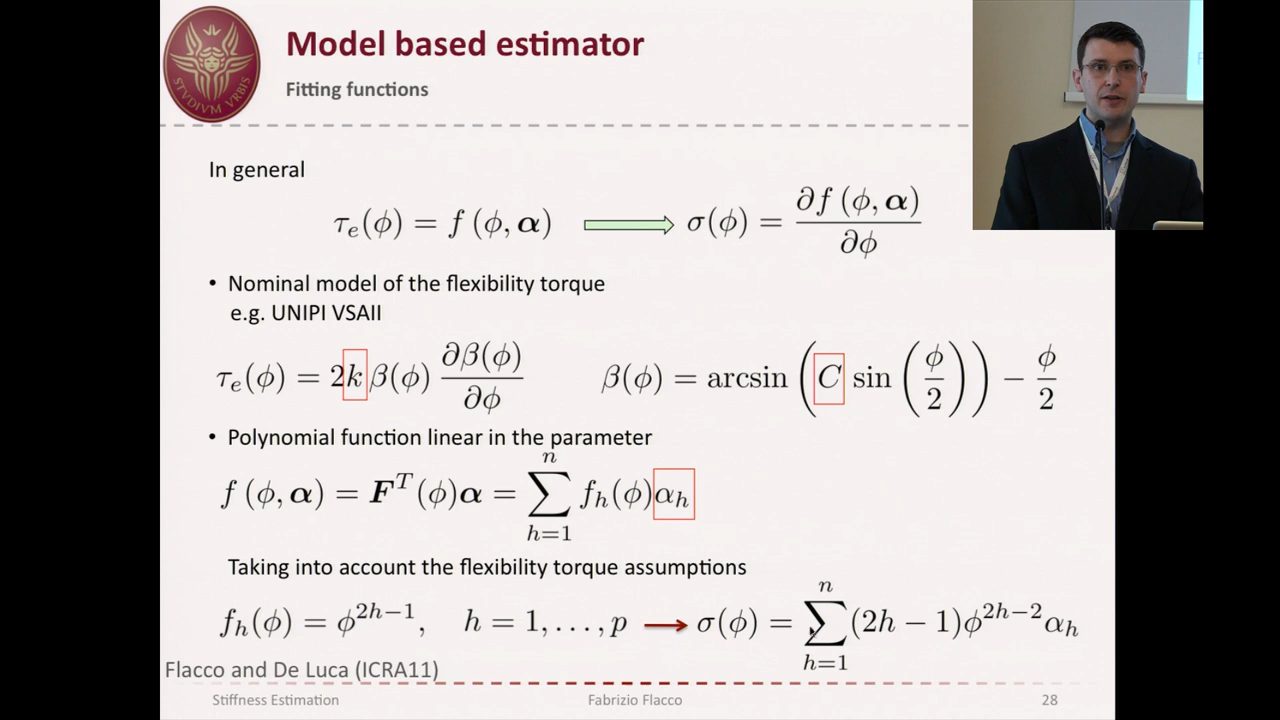 Model based estimator
Fitting functions
STVDIVM VRBIS
In general
τ_e(ϕ) = f (ϕ, α) ⟹ σ(ϕ) = ∂f (ϕ, α) / ∂ϕ
• Nominal model of the flexibility torque
e.g. UNIPI VSAII
τ_e(ϕ) = 2k β(ϕ) ∂β(ϕ) / ∂ϕ    β(ϕ) = arcsin (C sin (ϕ / 2)) − ϕ / 2
• Polynomial function linear in the parameter
f (ϕ, α) = F^T(ϕ)α = ∑_{h=1}^{n} f_h(ϕ)α_h
Taking into account the flexibility torque assumptions
f_h(ϕ) = ϕ^{2h−1},    h = 1, . . . , p → σ(ϕ) = ∑_{h=1}^{n} (2h − 1)ϕ^{2h−2}α_h
Flacco and De Luca (ICRA11)
Stiffness Estimation    Fabrizio Flacco    28